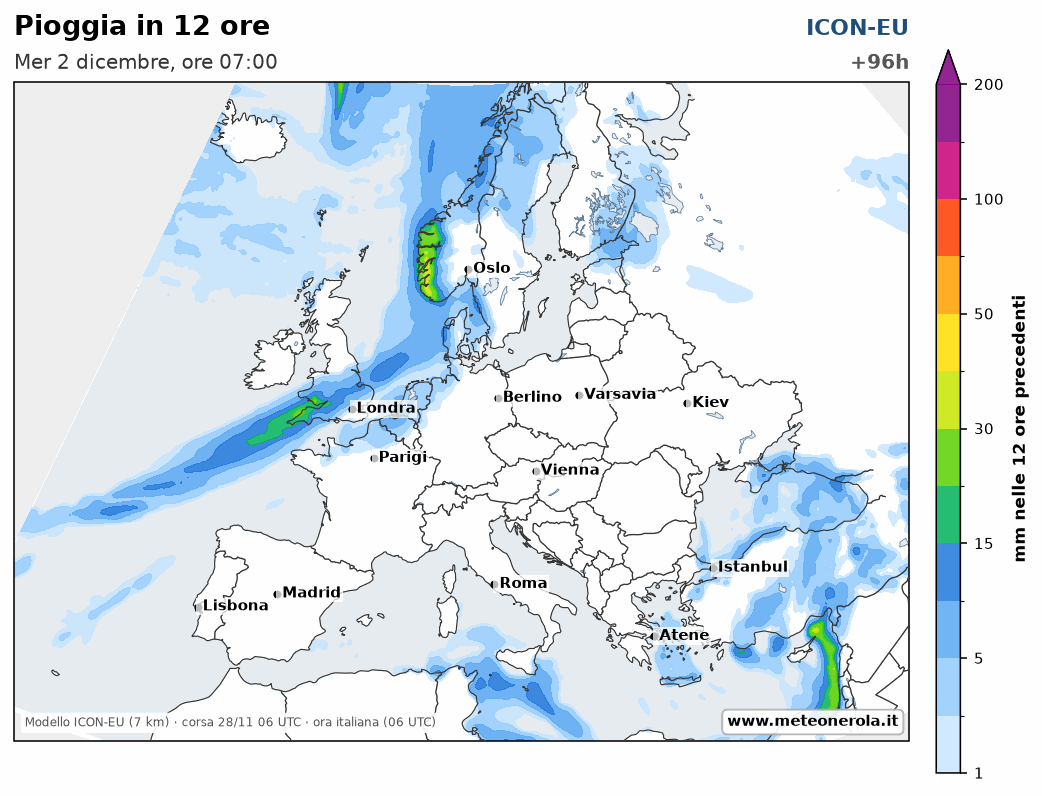 Pioggia in 12 ore
ICON-EU
Mer 2 dicembre, ore 07:00
+96h
200
100
50
30
15
5
1
mm nelle 12 ore precedenti
Oslo
Berlino
Varsavia
Kiev
Londra
Parigi
Vienna
Istanbul
Roma
Madrid
Lisbona
Atene
Modello ICON-EU (7 km) · corsa 28/11 06 UTC · ora italiana (06 UTC)
www.meteonerola.it